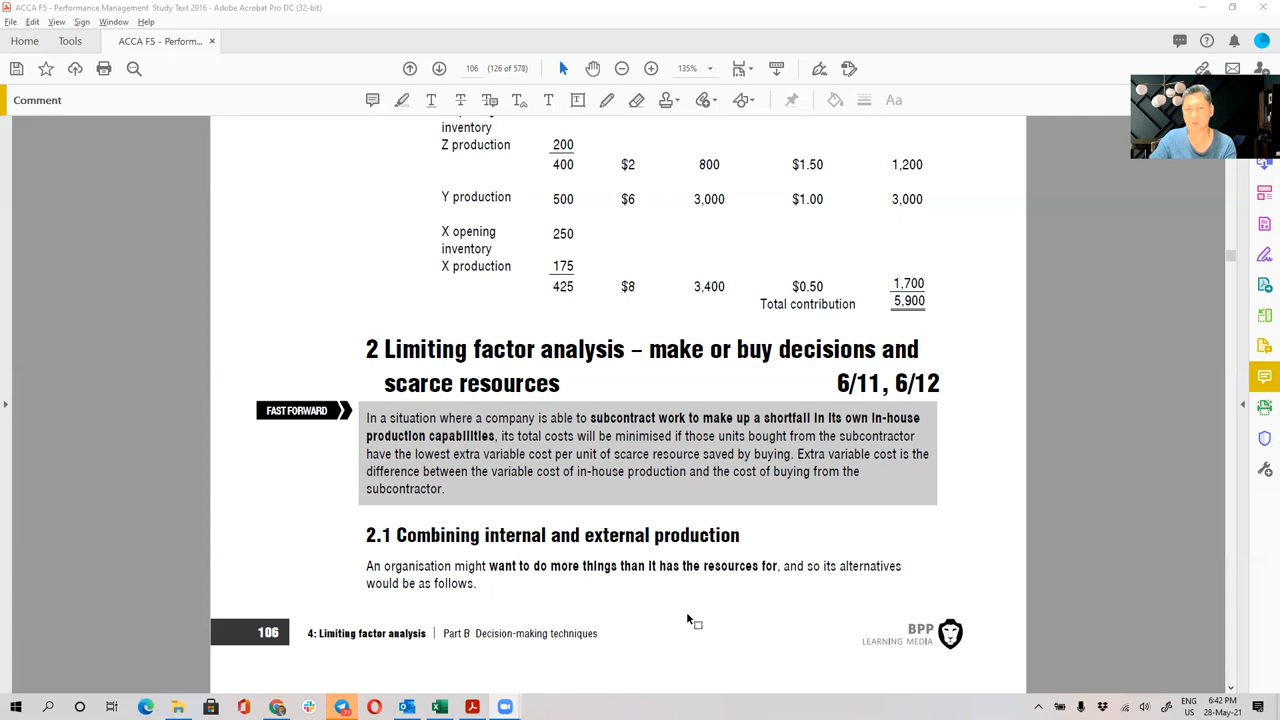 ACCA F5 - Performance Management Study Text 2016 - Adobe Acrobat Pro DC (32-bit)
File Edit View Sign Window Help
Home Tools ACCA F5 - Perform... ×
106 (126 of 578) 135%
Comment
Aa
inventory
Z production 200
400 $2 800 $1.50 1,200
Y production 500 $6 3,000 $1.00 3,000
X opening 250
inventory
X production 175
425 $8 3,400 $0.50 1,700
Total contribution 5,900
2 Limiting factor analysis – make or buy decisions and
scarce resources 6/11, 6/12
FAST FORWARD
In a situation where a company is able to subcontract work to make up a shortfall in its own in-house
production capabilities, its total costs will be minimised if those units bought from the subcontractor
have the lowest extra variable cost per unit of scarce resource saved by buying. Extra variable cost is the
difference between the variable cost of in-house production and the cost of buying from the
subcontractor.
2.1 Combining internal and external production
An organisation might want to do more things than it has the resources for, and so its alternatives
would be as follows.
106 4: Limiting factor analysis | Part B Decision-making techniques
BPP
LEARNING MEDIA
ENG
US
6:42 PM
28-May-21